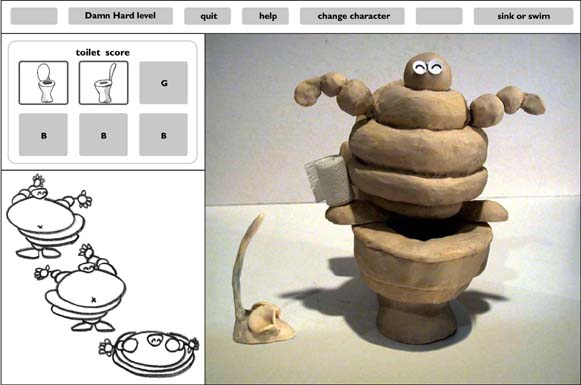 Damn Hard level
quit
help
change character
sink or swim
toilet score
G
B
B
B